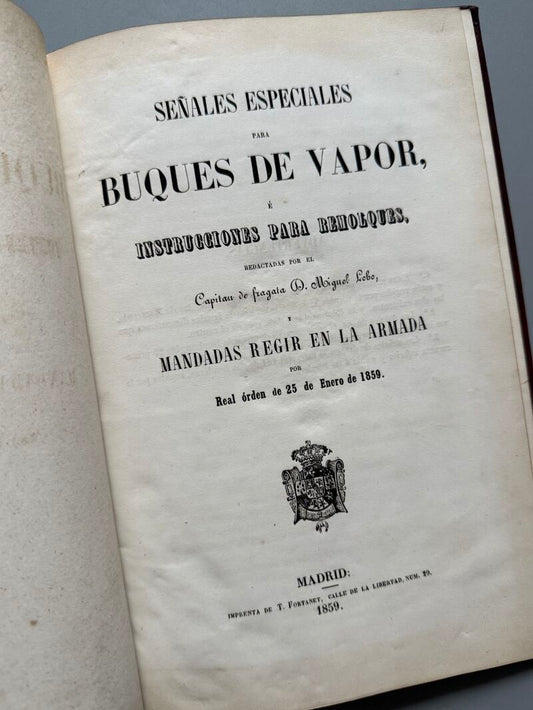 SEÑALES ESPECIALES
PARA
BUQUES DE VAPOR,
É
INSTRUCCIONES PARA REMOLQUES,
REDACTADAS POR EL
Capitan de fragata D. Miguel Lobo,
Y
MANDADAS REGIR EN LA ARMADA
POR
Real órden de 25 de Enero de 1859.
MADRID:
IMPRENTA DE T. FORTANET, CALLE DE LA LIBERTAD, NUM. 29.
1859.